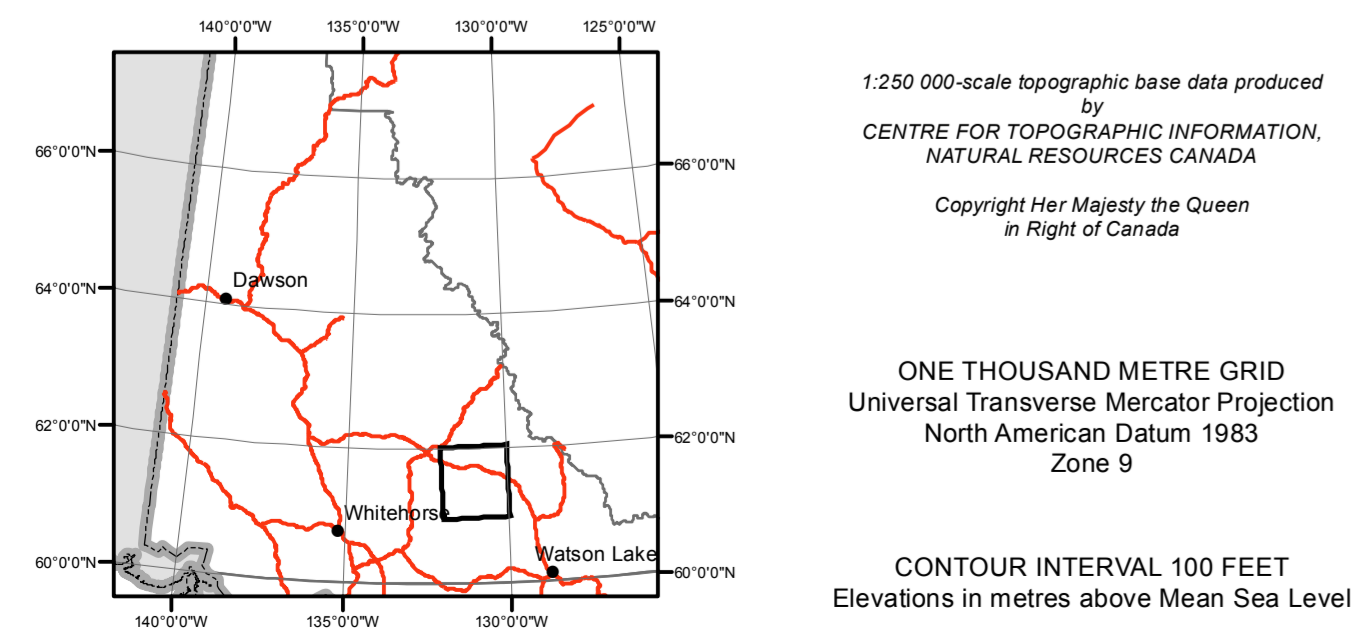 140°0'0"W 135°0'0"W 130°0'0"W 125°0'0"W
66°0'0"N 66°0'0"N
64°0'0"N 64°0'0"N
62°0'0"N 62°0'0"N
60°0'0"N 60°0'0"N
140°0'0"W 135°0'0"W 130°0'0"W
Dawson
Whitehorse
Watson Lake
1:250 000-scale topographic base data produced
by
CENTRE FOR TOPOGRAPHIC INFORMATION,
NATURAL RESOURCES CANADA
Copyright Her Majesty the Queen
in Right of Canada
ONE THOUSAND METRE GRID
Universal Transverse Mercator Projection
North American Datum 1983
Zone 9
CONTOUR INTERVAL 100 FEET
Elevations in metres above Mean Sea Level